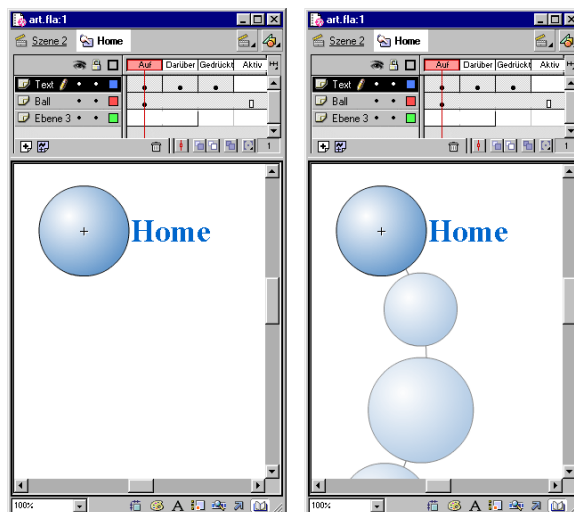 art.fla:1
Szene 2 Home
Auf Darüber Gedrückt Aktiv
Text
Ball
Ebene 3
1
Home
100%
art.fla:1
Szene 2 Home
Auf Darüber Gedrückt Aktiv
Text
Ball
Ebene 3
1
Home
100%